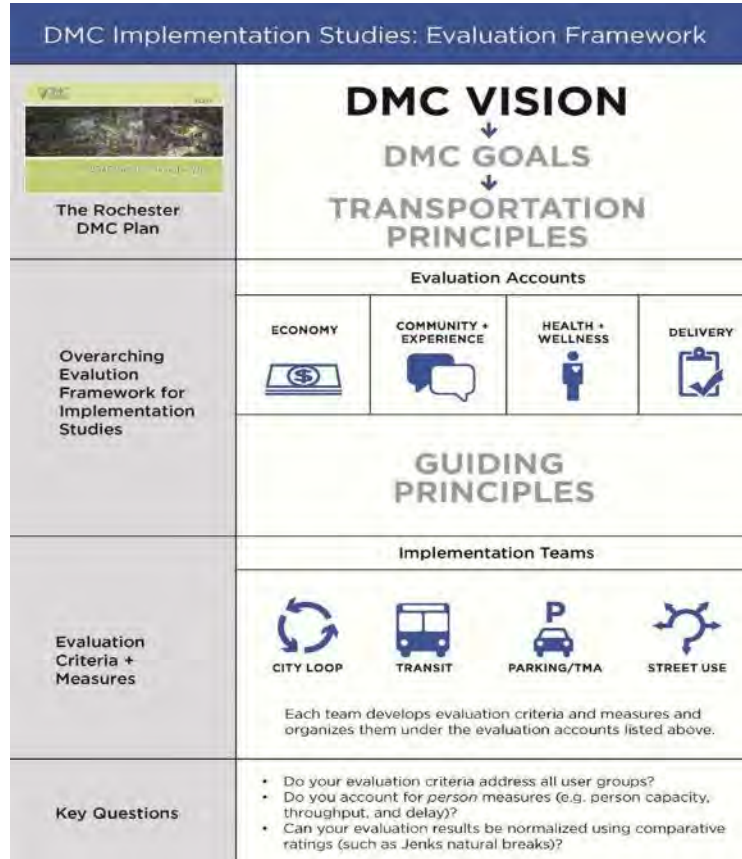 DMC Implementation Studies: Evaluation Framework
DMC VISION
DMC GOALS
TRANSPORTATION
PRINCIPLES
The Rochester
DMC Plan
Evaluation Accounts
Overarching
Evalution
Framework for
Implementation
Studies
ECONOMY
COMMUNITY +
EXPERIENCE
HEALTH +
WELLNESS
DELIVERY
$
GUIDING
PRINCIPLES
Implementation Teams
Evaluation
Criteria +
Measures
P
CITY LOOP
TRANSIT
PARKING/TMA
STREET USE
Each team develops evaluation criteria and measures and
organizes them under the evaluation accounts listed above.
Key Questions
• Do your evaluation criteria address all user groups?
• Do you account for person measures (e.g. person capacity,
throughput, and delay)?
• Can your evaluation results be normalized using comparative
ratings (such as Jenks natural breaks)?